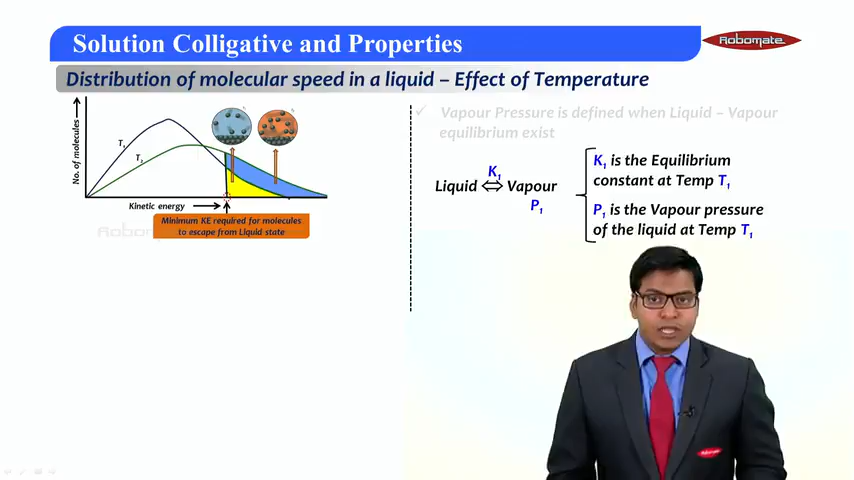 Solution Colligative and Properties
Robomate
Distribution of molecular speed in a liquid – Effect of Temperature
No. of molecules
T₁
T₂
Kinetic energy
Minimum KE required for molecules
to escape from Liquid state
✓ Vapour Pressure is defined when Liquid – Vapour
equilibrium exist
K₁
Liquid ⇔ Vapour
P₁
K₁ is the Equilibrium
constant at Temp T₁
P₁ is the Vapour pressure
of the liquid at Temp T₁
Robomate